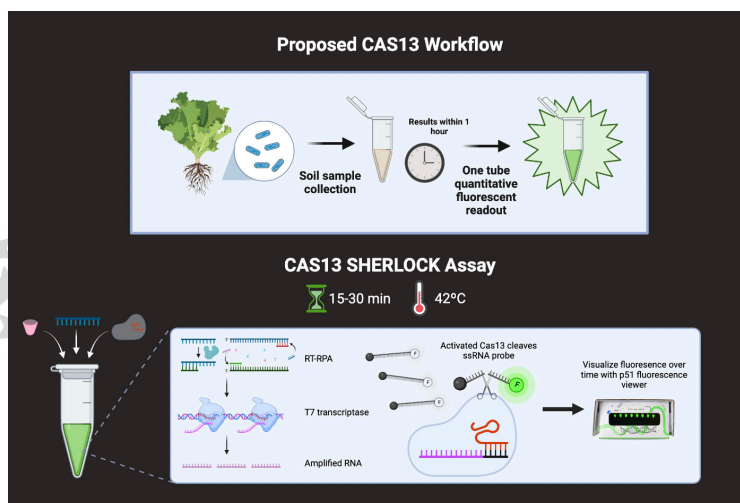 Proposed CAS13 Workflow
Results within 1
hour
Soil sample
collection
One tube
quantitative
fluorescent
readout
CAS13 SHERLOCK Assay
15-30 min
42ºC
RT-RPA
T7 transcriptase
Amplified RNA
F
F
F
Activated Cas13 cleaves
ssRNA probe
F
Visualize fluoresence over
time with p51 fluorescence
viewer